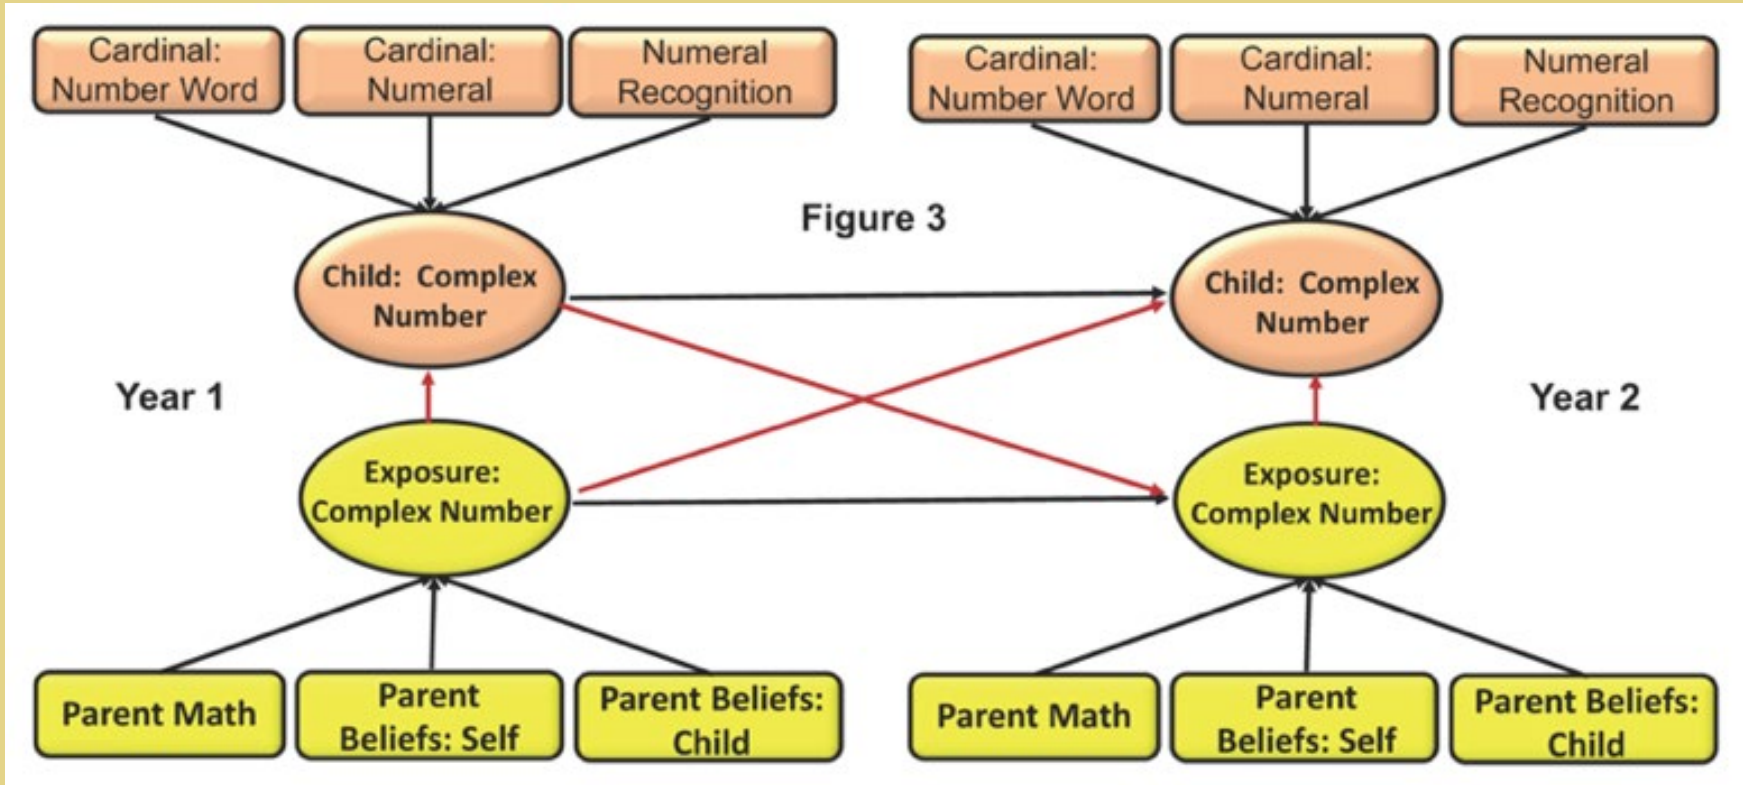 Cardinal:
Number Word
Cardinal:
Numeral
Numeral
Recognition
Cardinal:
Number Word
Cardinal:
Numeral
Numeral
Recognition
Figure 3
Child: Complex
Number
Child: Complex
Number
Year 1
Year 2
Exposure:
Complex Number
Exposure:
Complex Number
Parent Math
Parent
Beliefs: Self
Parent Beliefs:
Child
Parent Math
Parent
Beliefs: Self
Parent Beliefs:
Child